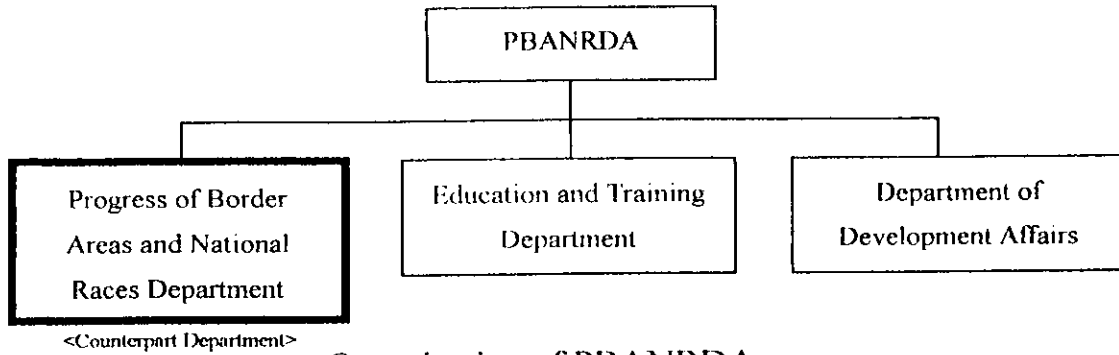 PBANRDA
Progress of Border
Areas and National
Races Department
<Counterpart Department>
Education and Training
Department
Department of
Development Affairs